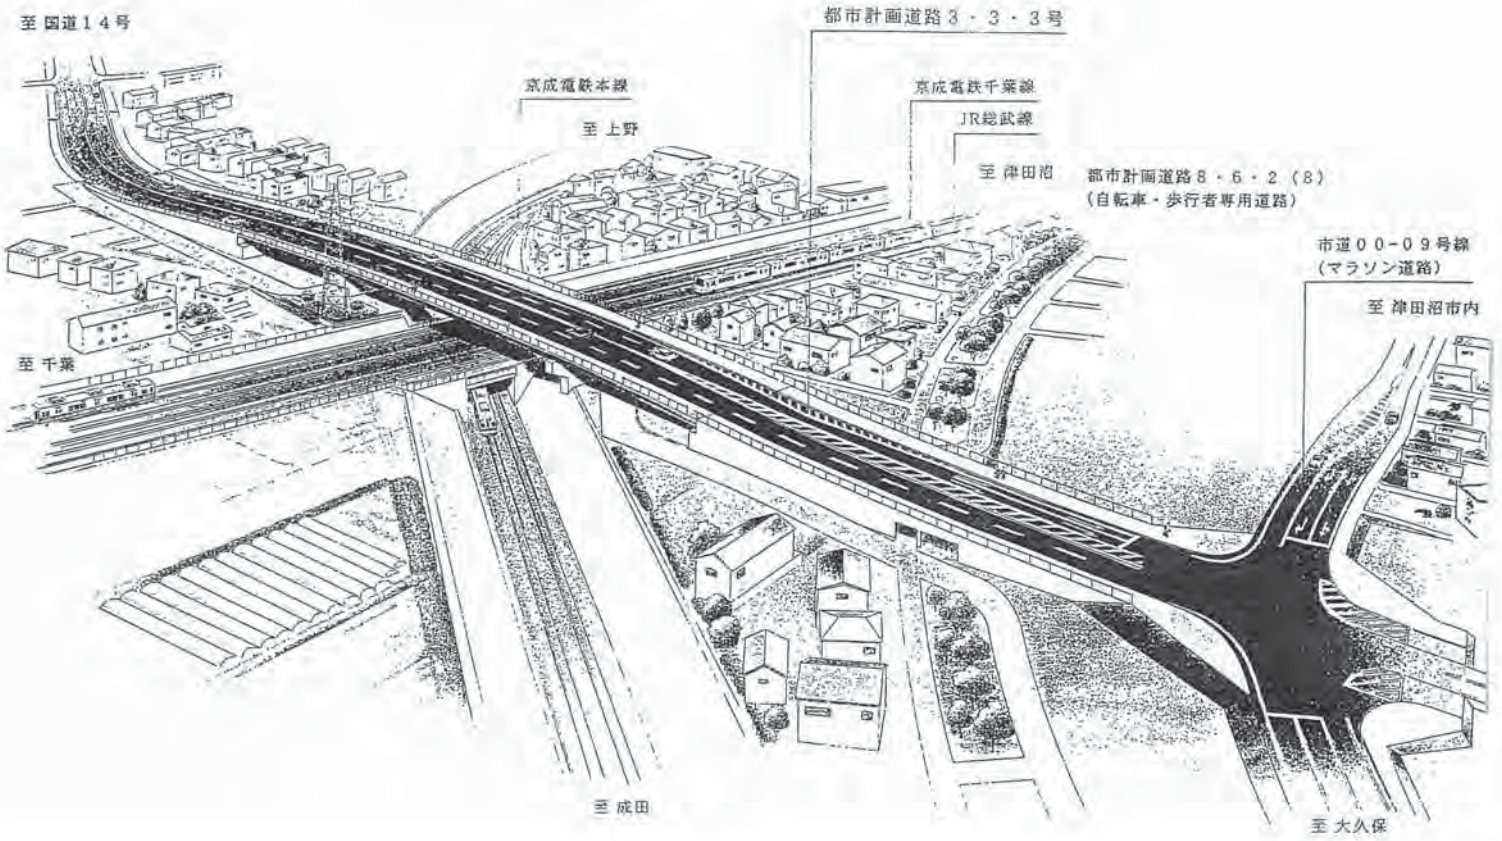 至 国道14号
都市計画道路3・3・3号
京成電鉄本線
至 上野
京成電鉄千葉線
JR総武線
至 津田沼
都市計画道路8・6・2(8)
(自転車・歩行者専用道路)
市道00-09号線
(マラソン道路)
至 津田沼市内
至 千葉
至 成田
至 大久保